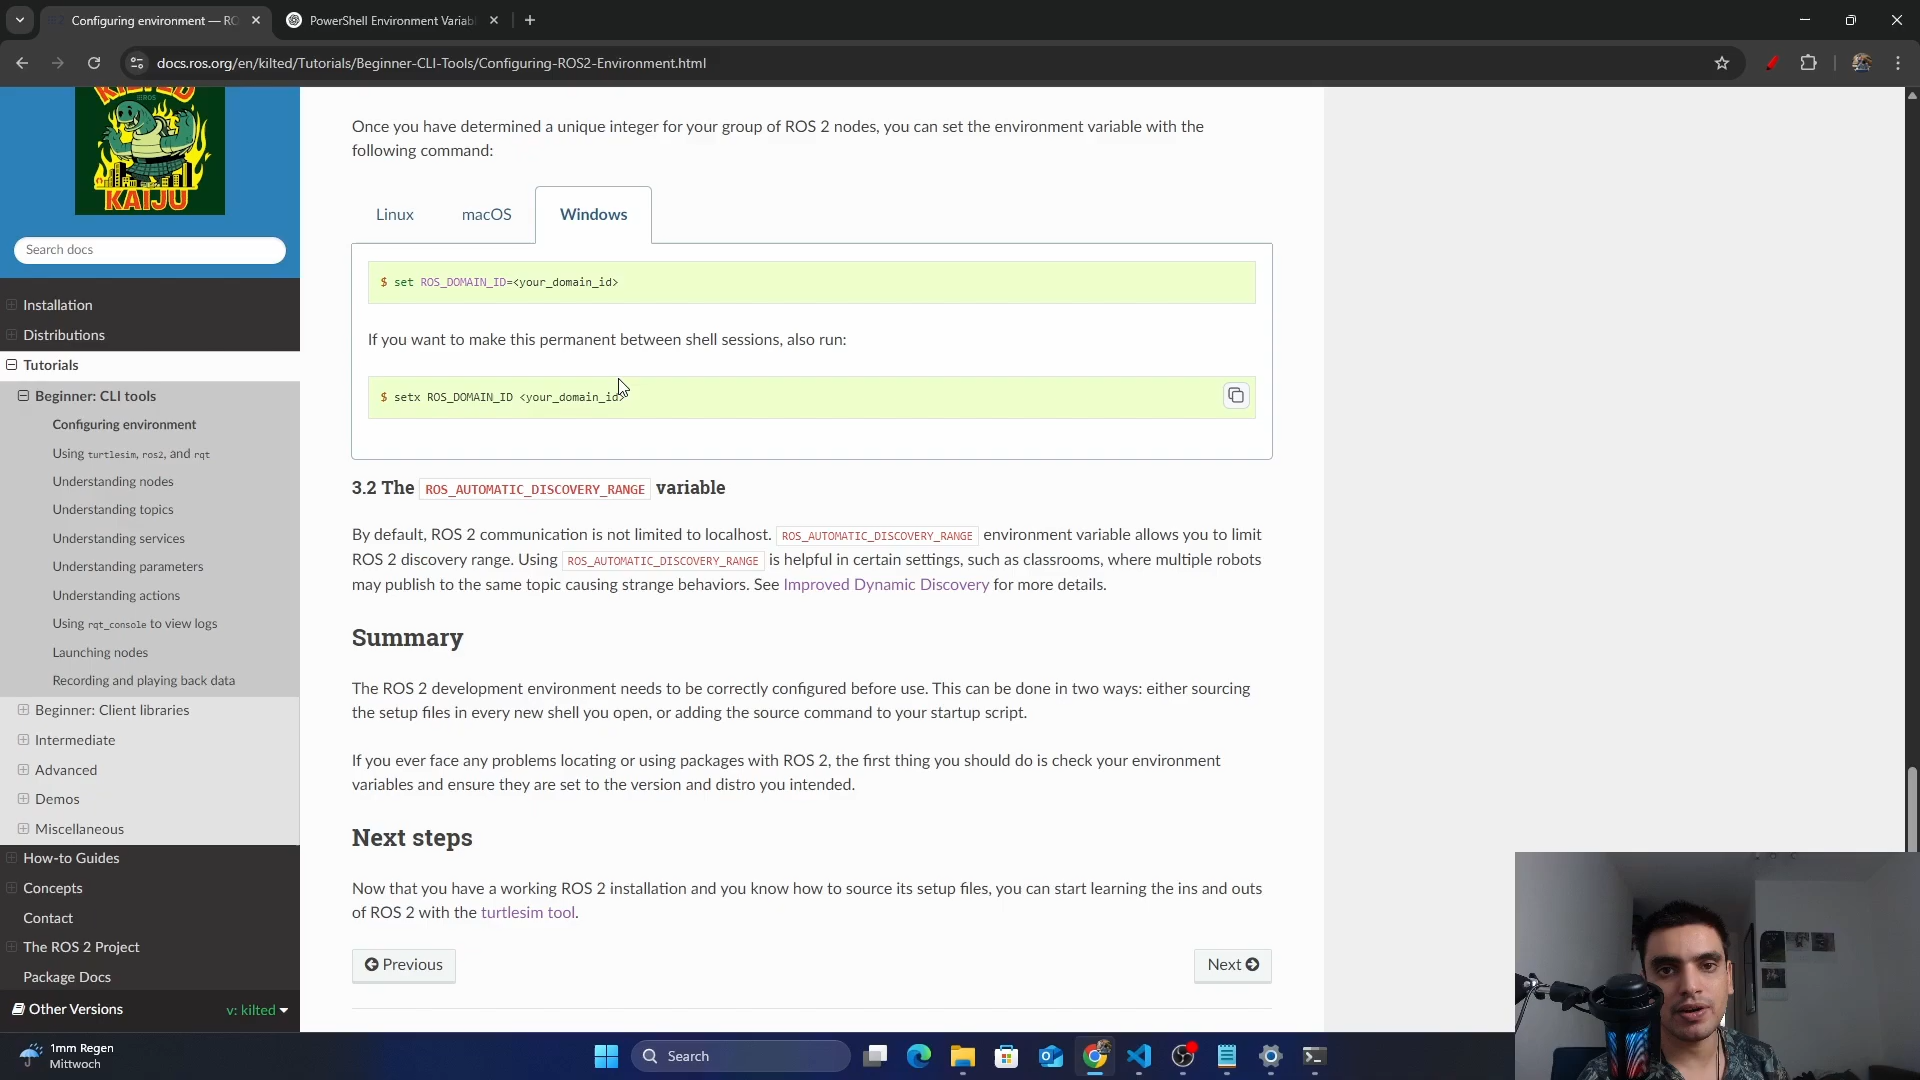 Configuring environment — RO
PowerShell Environment Variab
docs.ros.org/en/kilted/Tutorials/Beginner-CLI-Tools/Configuring-ROS2-Environment.html
KAIJU
Search docs
Installation
Distributions
Tutorials
Beginner: CLI tools
Configuring environment
Using turtlesim, ros2, and rqt
Understanding nodes
Understanding topics
Understanding services
Understanding parameters
Understanding actions
Using rqt_console to view logs
Launching nodes
Recording and playing back data
Beginner: Client libraries
Intermediate
Advanced
Demos
Miscellaneous
How-to Guides
Concepts
Contact
The ROS 2 Project
Package Docs
Other Versions
v: kilted
Once you have determined a unique integer for your group of ROS 2 nodes, you can set the environment variable with the
following command:
Linux
macOS
Windows
$ set ROS_DOMAIN_ID=<your_domain_id>
If you want to make this permanent between shell sessions, also run:
$ setx ROS_DOMAIN_ID <your_domain_id>
3.2 The ROS_AUTOMATIC_DISCOVERY_RANGE variable
By default, ROS 2 communication is not limited to localhost. ROS_AUTOMATIC_DISCOVERY_RANGE environment variable allows you to limit
ROS 2 discovery range. Using ROS_AUTOMATIC_DISCOVERY_RANGE is helpful in certain settings, such as classrooms, where multiple robots
may publish to the same topic causing strange behaviors. See Improved Dynamic Discovery for more details.
Summary
The ROS 2 development environment needs to be correctly configured before use. This can be done in two ways: either sourcing
the setup files in every new shell you open, or adding the source command to your startup script.
If you ever face any problems locating or using packages with ROS 2, the first thing you should do is check your environment
variables and ensure they are set to the version and distro you intended.
Next steps
Now that you have a working ROS 2 installation and you know how to source its setup files, you can start learning the ins and outs
of ROS 2 with the turtlesim tool.
Previous
Next
1mm Regen
Mittwoch
Search